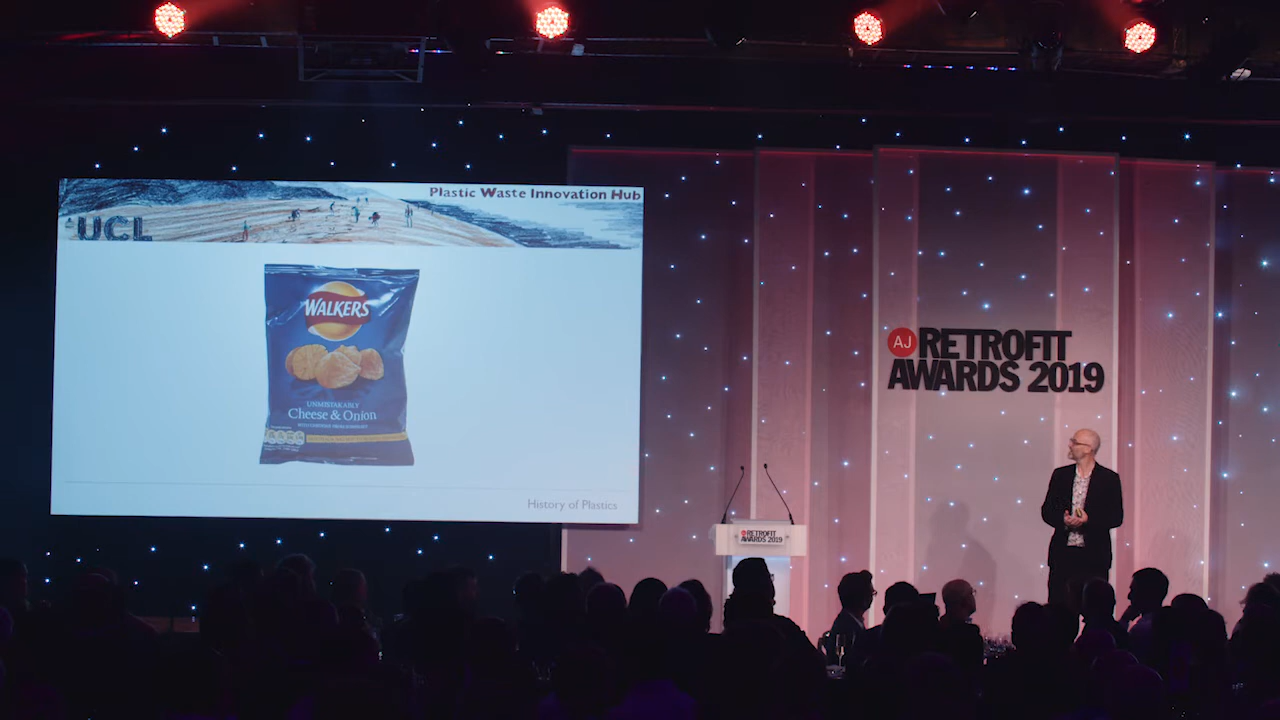 Plastic Waste Innovation Hub
UCL
WALKERS
UNMISTAKABLY
Cheese & Onion
History of Plastics
AJ RETROFIT
AWARDS 2019
RETROFIT
AWARDS 2019